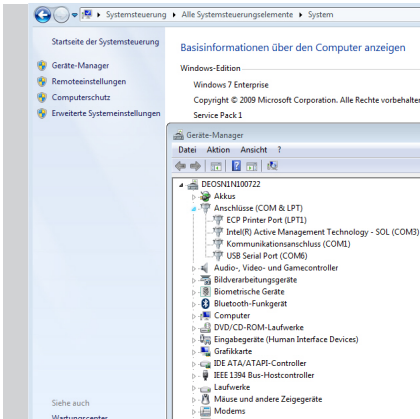 Systemsteuerung ▸ Alle Systemsteuerungselemente ▸ System
Startseite der Systemsteuerung
Geräte-Manager
Remoteeinstellungen
Computerschutz
Erweiterte Systemeinstellungen
Siehe auch
Wartungscenter
Basisinformationen über den Computer anzeigen
Windows-Edition
Windows 7 Enterprise
Copyright © 2009 Microsoft Corporation. Alle Rechte vorbehalten
Service Pack 1
Geräte-Manager
Datei Aktion Ansicht ?
DEOSN1N100722
Akkus
Anschlüsse (COM & LPT)
ECP Printer Port (LPT1)
Intel(R) Active Management Technology - SOL (COM3)
Kommunikationsanschluss (COM1)
USB Serial Port (COM6)
Audio-, Video- und Gamecontroller
Bildverarbeitungsgeräte
Biometrische Geräte
Bluetooth-Funkgerät
Computer
DVD/CD-ROM-Laufwerke
Eingabegeräte (Human Interface Devices)
Grafikkarte
IDE ATA/ATAPI-Controller
IEEE 1394 Bus-Hostcontroller
Laufwerke
Mäuse und andere Zeigegeräte
Modems